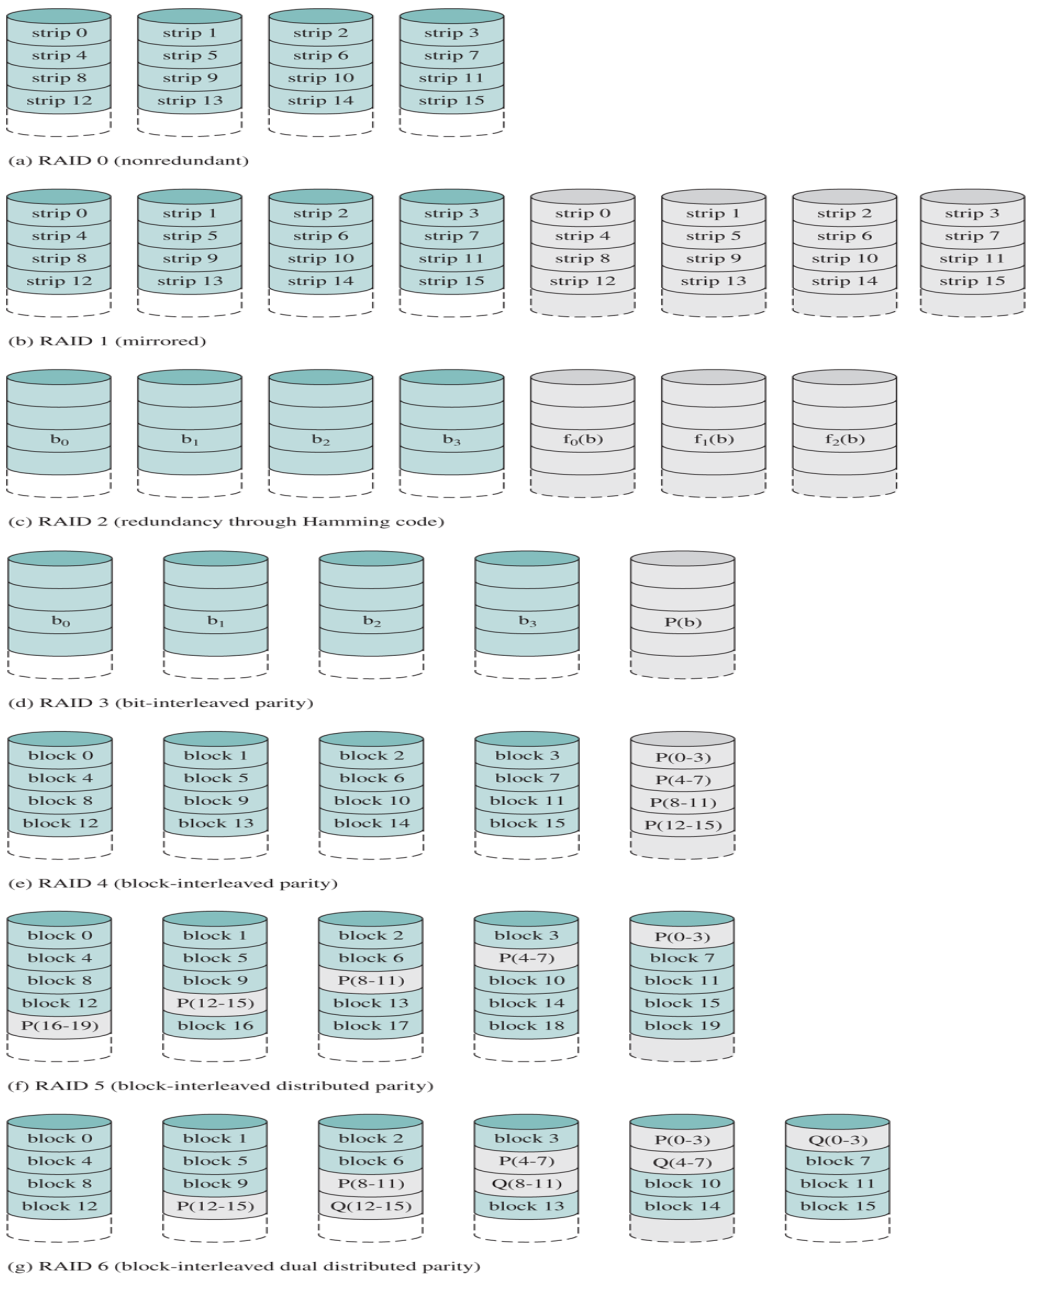 strip 0 strip 1 strip 2 strip 3
strip 4 strip 5 strip 6 strip 7
strip 8 strip 9 strip 10 strip 11
strip 12 strip 13 strip 14 strip 15
(a) RAID 0 (nonredundant)
strip 0 strip 1 strip 2 strip 3 strip 0 strip 1 strip 2 strip 3
strip 4 strip 5 strip 6 strip 7 strip 4 strip 5 strip 6 strip 7
strip 8 strip 9 strip 10 strip 11 strip 8 strip 9 strip 10 strip 11
strip 12 strip 13 strip 14 strip 15 strip 12 strip 13 strip 14 strip 15
(b) RAID 1 (mirrored)
b₀ b₁ b₂ b₃ f₀(b) f₁(b) f₂(b)
(c) RAID 2 (redundancy through Hamming code)
b₀ b₁ b₂ b₃ P(b)
(d) RAID 3 (bit-interleaved parity)
block 0 block 1 block 2 block 3 P(0-3)
block 4 block 5 block 6 block 7 P(4-7)
block 8 block 9 block 10 block 11 P(8-11)
block 12 block 13 block 14 block 15 P(12-15)
(e) RAID 4 (block-interleaved parity)
block 0 block 1 block 2 block 3 P(0-3)
block 4 block 5 block 6 P(4-7) block 7
block 8 block 9 P(8-11) block 10 block 11
block 12 P(12-15) block 13 block 14 block 15
P(16-19) block 16 block 17 block 18 block 19
(f) RAID 5 (block-interleaved distributed parity)
block 0 block 1 block 2 block 3 P(0-3) Q(0-3)
block 4 block 5 block 6 P(4-7) Q(4-7) block 7
block 8 block 9 P(8-11) Q(8-11) block 10 block 11
block 12 P(12-15) Q(12-15) block 13 block 14 block 15
(g) RAID 6 (block-interleaved dual distributed parity)